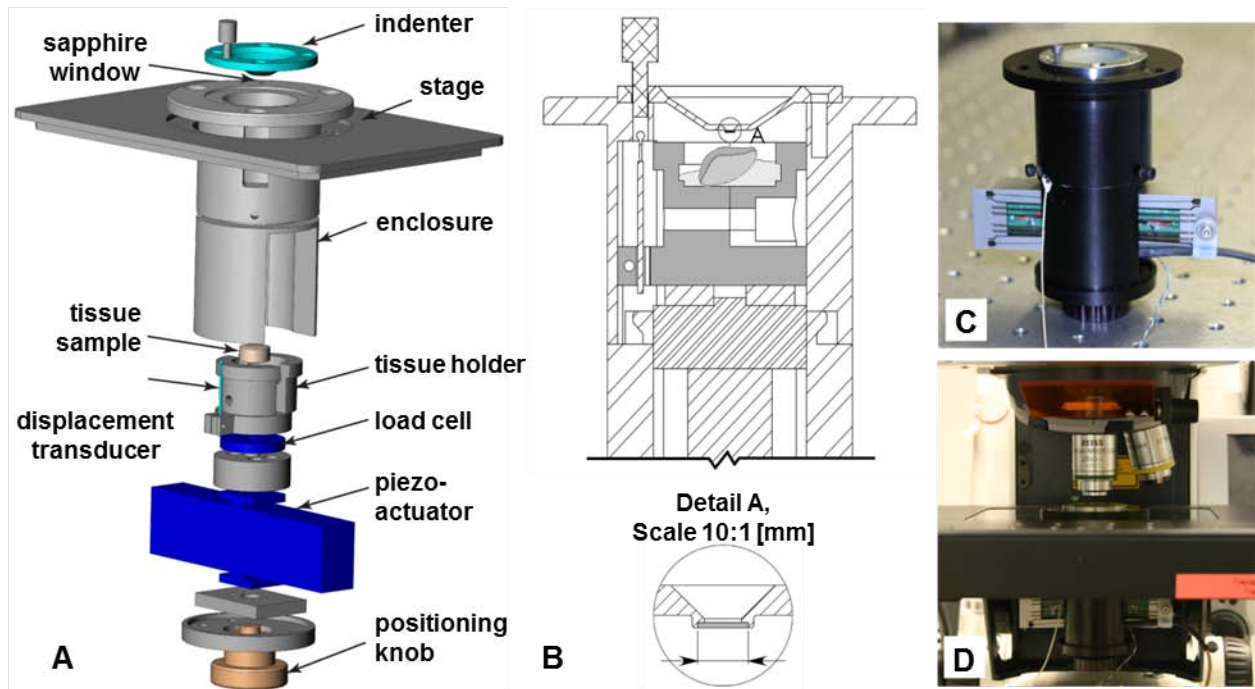 indenter
sapphire
window
stage
enclosure
tissue
sample
tissue holder
displacement
transducer
load cell
piezo-
actuator
positioning
knob
A
A
Detail A,
Scale 10:1 [mm]
B
C
ZEISS
D